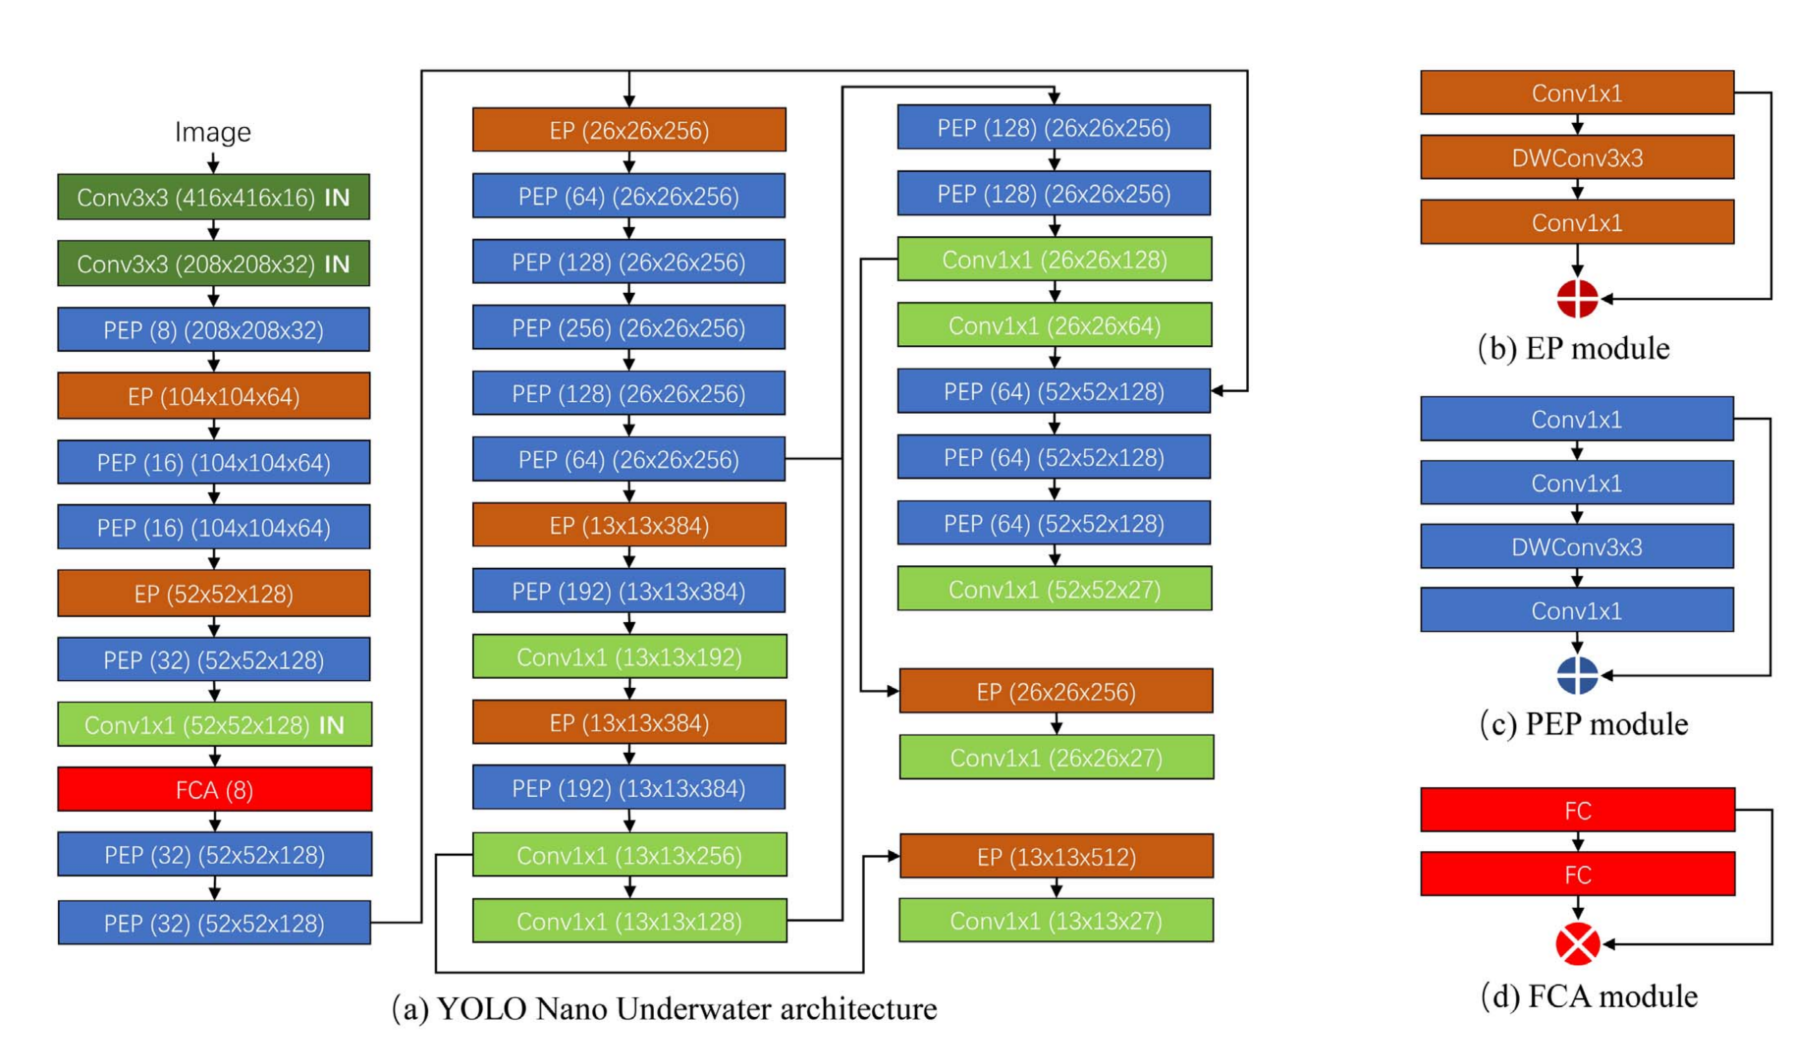 Image
Conv3x3 (416x416x16) IN
Conv3x3 (208x208x32) IN
PEP (8) (208x208x32)
EP (104x104x64)
PEP (16) (104x104x64)
PEP (16) (104x104x64)
EP (52x52x128)
PEP (32) (52x52x128)
Conv1x1 (52x52x128) IN
FCA (8)
PEP (32) (52x52x128)
PEP (32) (52x52x128)
EP (26x26x256)
PEP (64) (26x26x256)
PEP (128) (26x26x256)
PEP (256) (26x26x256)
PEP (128) (26x26x256)
PEP (64) (26x26x256)
EP (13x13x384)
PEP (192) (13x13x384)
Conv1x1 (13x13x192)
EP (13x13x384)
PEP (192) (13x13x384)
Conv1x1 (13x13x256)
Conv1x1 (13x13x128)
PEP (128) (26x26x256)
PEP (128) (26x26x256)
Conv1x1 (26x26x128)
Conv1x1 (26x26x64)
PEP (64) (52x52x128)
PEP (64) (52x52x128)
PEP (64) (52x52x128)
Conv1x1 (52x52x27)
EP (26x26x256)
Conv1x1 (26x26x27)
EP (13x13x512)
Conv1x1 (13x13x27)
(a) YOLO Nano Underwater architecture
Conv1x1
DWConv3x3
Conv1x1
(b) EP module
Conv1x1
Conv1x1
DWConv3x3
Conv1x1
(c) PEP module
FC
FC
(d) FCA module